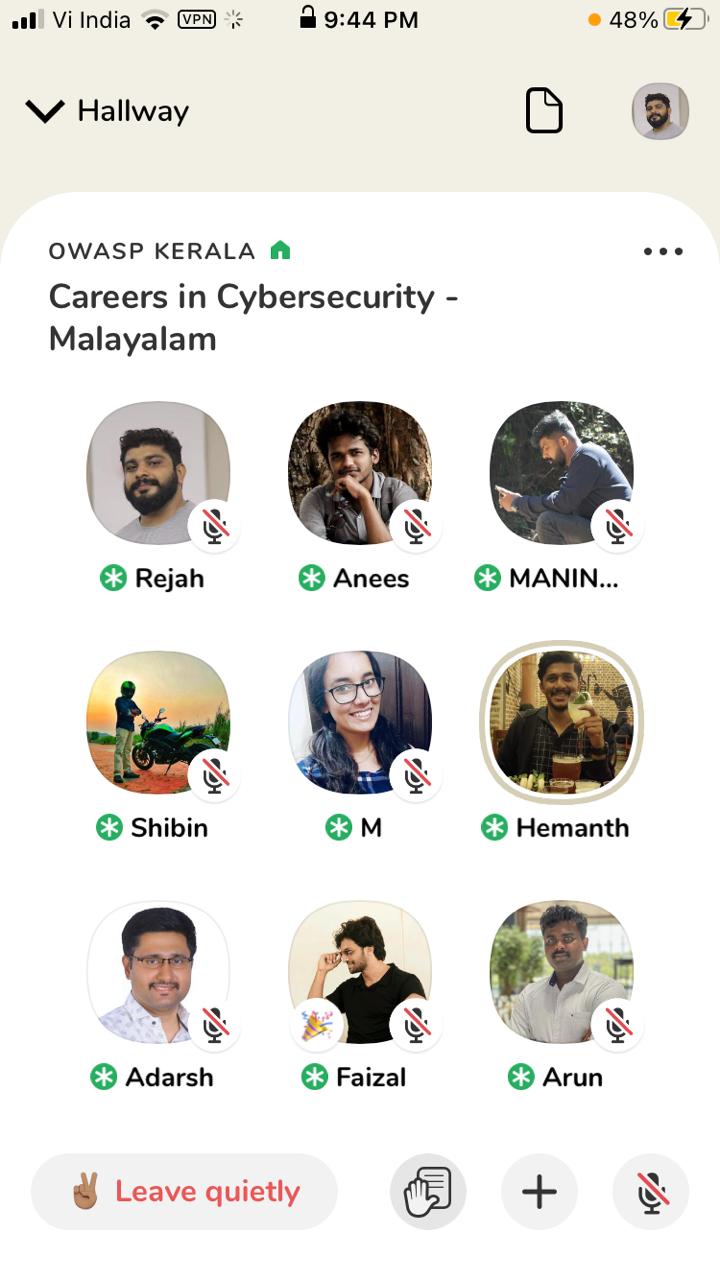 Vi India VPN 9:44 PM 48%
Hallway
OWASP KERALA
Careers in Cybersecurity -
Malayalam
Rejah Anees MANIN...
Shibin M Hemanth
Adarsh Faizal Arun
Leave quietly